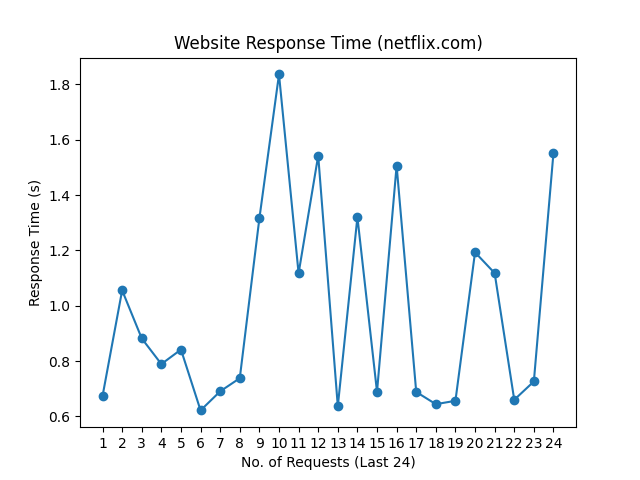 Website Response Time (netflix.com)
1.8
1.6
1.4
1.2
1.0
0.8
0.6
Response Time (s)
1 2 3 4 5 6 7 8 9 10 11 12 13 14 15 16 17 18 19 20 21 22 23 24
No. of Requests (Last 24)